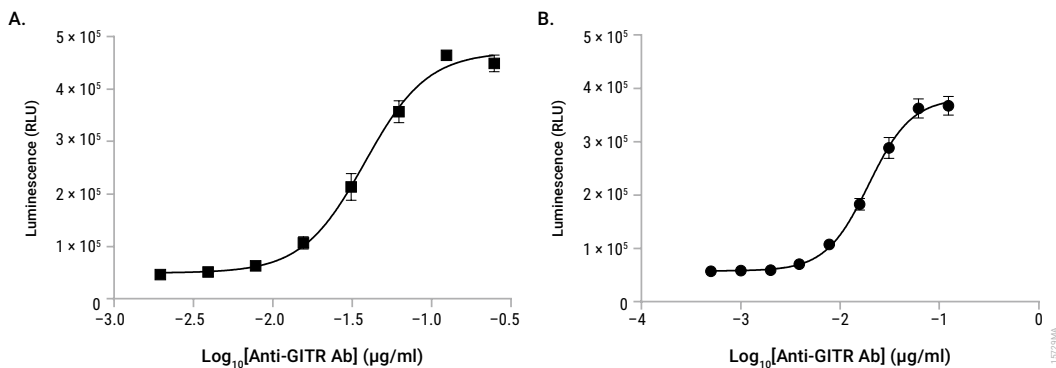 A.
5 × 10⁵
4 × 10⁵
3 × 10⁵
2 × 10⁵
1 × 10⁵
0
Luminescence (RLU)
−3.0 −2.5 −2.0 −1.5 −1.0 −0.5
Log₁₀[Anti-GITR Ab] (μg/ml)
B.
5 × 10⁵
4 × 10⁵
3 × 10⁵
2 × 10⁵
1 × 10⁵
0
Luminescence (RLU)
−4 −3 −2 −1 0
Log₁₀[Anti-GITR Ab] (μg/ml)
15729MA